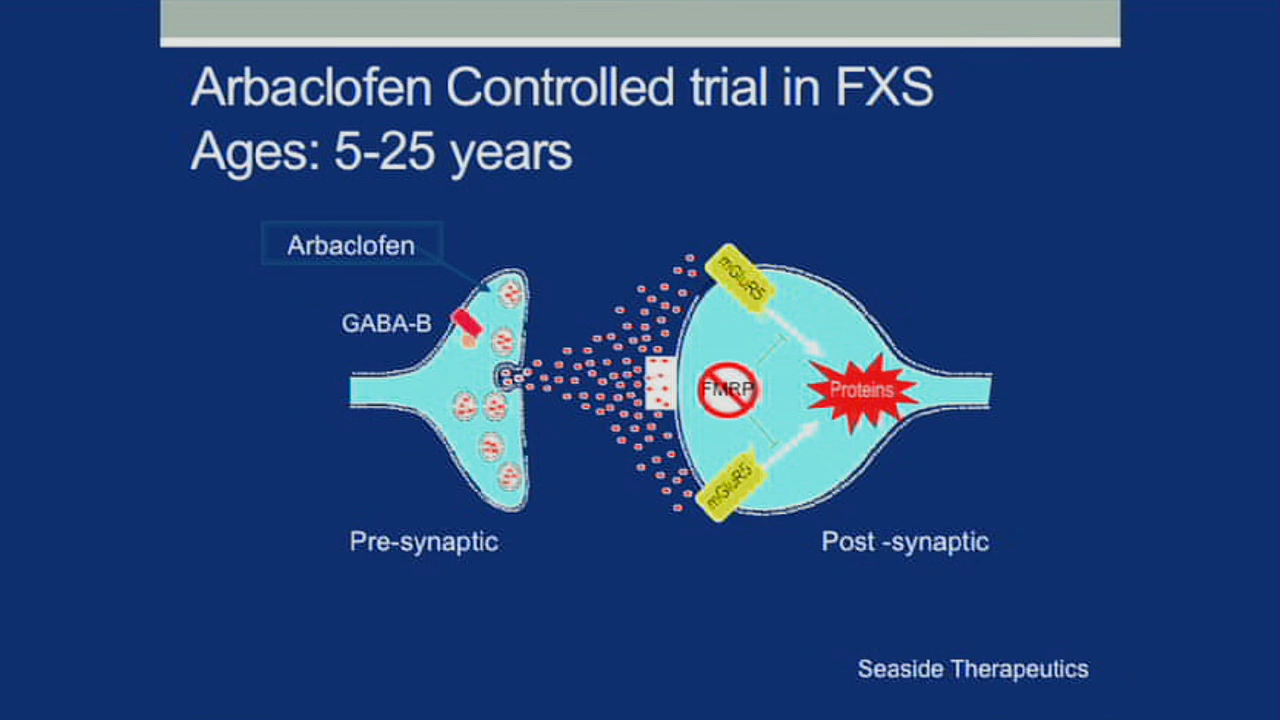 Arbaclofen Controlled trial in FXS
Ages: 5-25 years
Arbaclofen
GABA-B
mGluR5
FMRP
Proteins
mGluR5
Pre-synaptic
Post -synaptic
Seaside Therapeutics